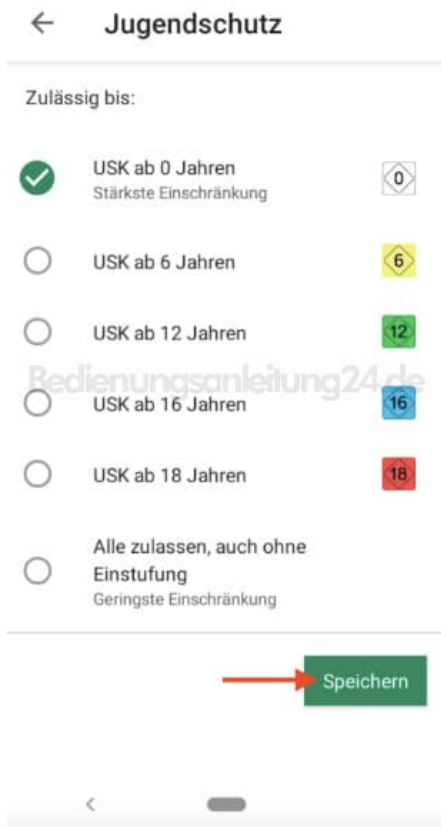 Jugendschutz
Zulässig bis:
USK ab 0 Jahren
Stärkste Einschränkung
0
USK ab 6 Jahren
6
USK ab 12 Jahren
12
Bedienungsanleitung24.de
USK ab 16 Jahren
16
USK ab 18 Jahren
18
Alle zulassen, auch ohne
Einstufung
Geringste Einschränkung
Speichern